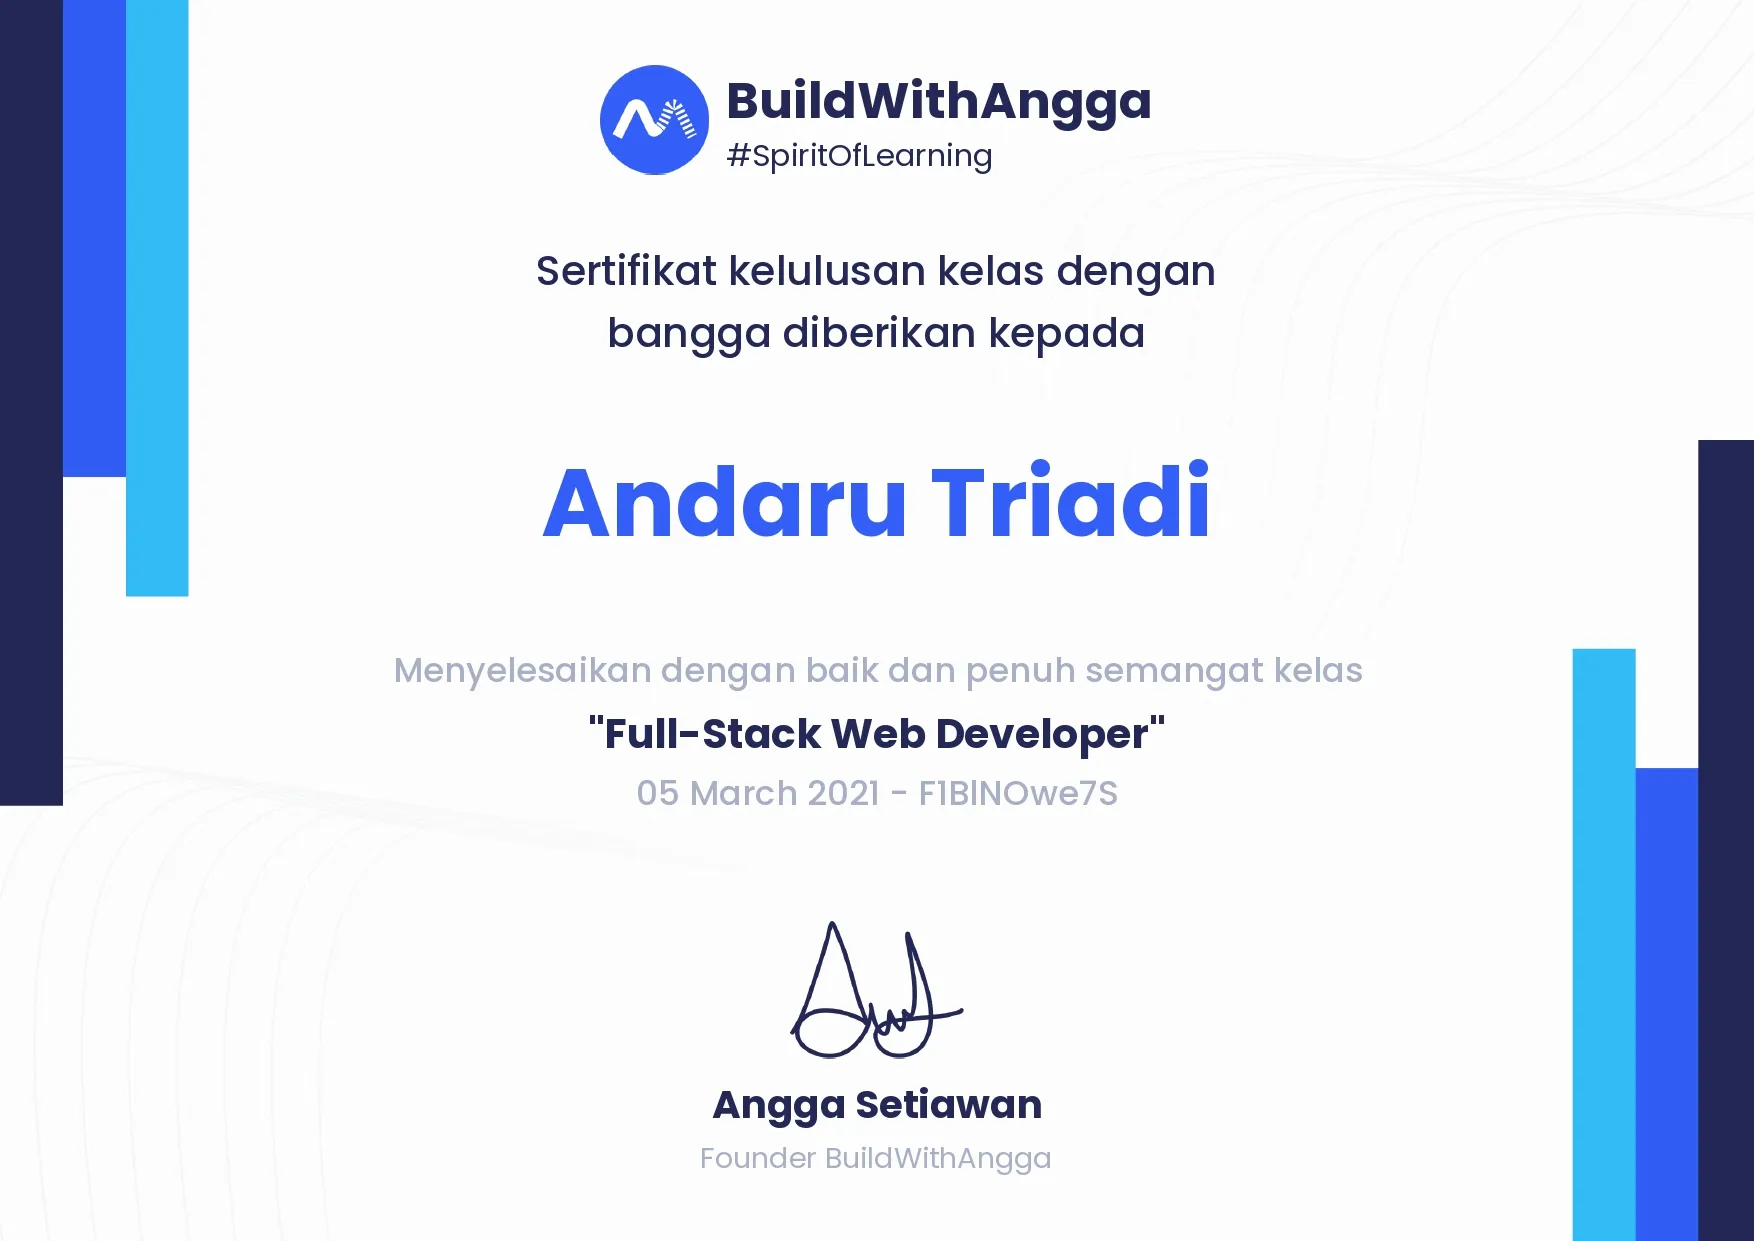 BuildWithAngga
#SpiritOfLearning
Sertifikat kelulusan kelas dengan
bangga diberikan kepada
Andaru Triadi
Menyelesaikan dengan baik dan penuh semangat kelas
"Full-Stack Web Developer"
05 March 2021 - F1BlNOwe7S
Angga Setiawan
Founder BuildWithAngga